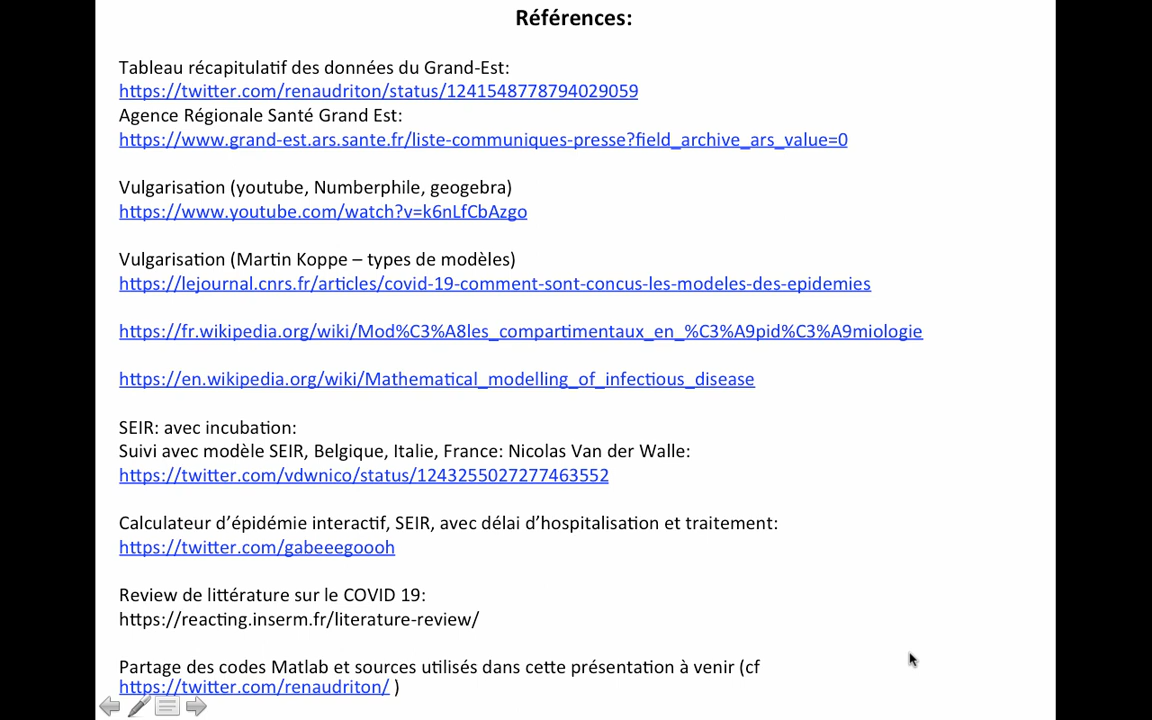 Références:
Tableau récapitulatif des données du Grand-Est:
https://twitter.com/renaudriton/status/1241548778794029059
Agence Régionale Santé Grand Est:
https://www.grand-est.ars.sante.fr/liste-communiques-presse?field_archive_ars_value=0
Vulgarisation (youtube, Numberphile, geogebra)
https://www.youtube.com/watch?v=k6nLfCbAzgo
Vulgarisation (Martin Koppe – types de modèles)
https://lejournal.cnrs.fr/articles/covid-19-comment-sont-concus-les-modeles-des-epidemies
https://fr.wikipedia.org/wiki/Mod%C3%A8les_compartimentaux_en_%C3%A9pid%C3%A9miologie
https://en.wikipedia.org/wiki/Mathematical_modelling_of_infectious_disease
SEIR: avec incubation:
Suivi avec modèle SEIR, Belgique, Italie, France: Nicolas Van der Walle:
https://twitter.com/vdwnico/status/1243255027277463552
Calculateur d’épidémie interactif, SEIR, avec délai d’hospitalisation et traitement:
https://twitter.com/gabeeegoooh
Review de littérature sur le COVID 19:
https://reacting.inserm.fr/literature-review/
Partage des codes Matlab et sources utilisés dans cette présentation à venir (cf
https://twitter.com/renaudriton/ )